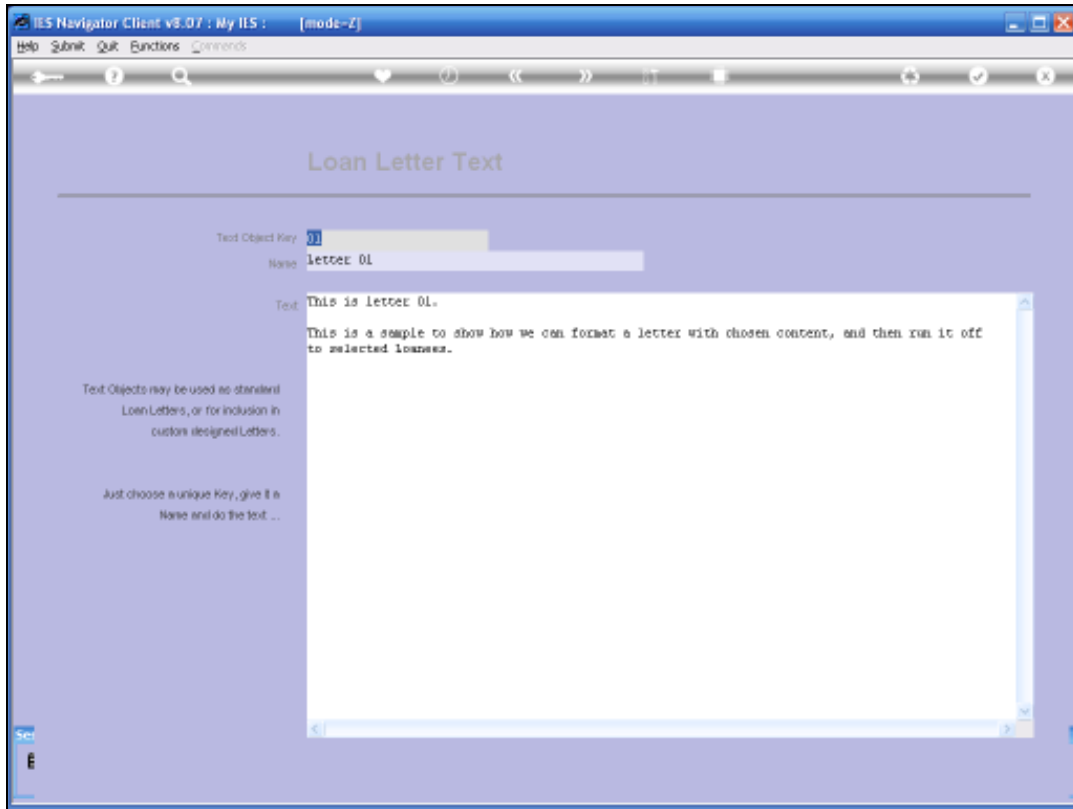 IES Navigator Client v8.07 : My IES : [mode-Z]
Help Submit Quit Functions Commands
Loan Letter Text
Text Object Key 01
Name letter 01
Text This is letter 01.
This is a sample to show how we can format a letter with chosen content, and then run it off
to selected loanees.
Text Objects may be used as standard
Loan Letters, or for inclusion in
custom designed Letters.
Just choose a unique Key, give it a
Name and do the text ...
Ses